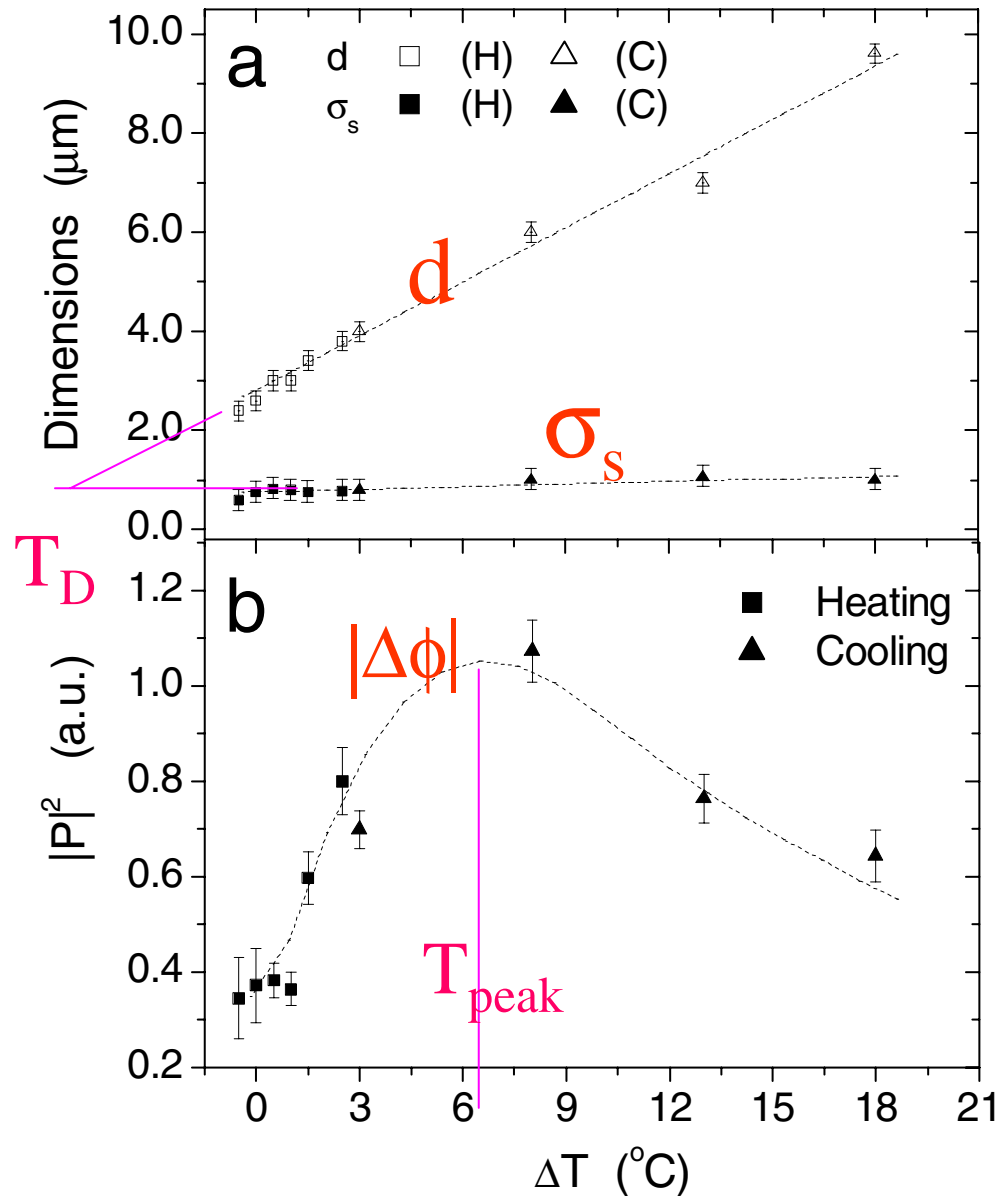 a
d (H) (C)
σs (H) (C)
10.0
8.0
6.0
4.0
2.0
0.0
Dimensions (μm)
d
σs
TD
b
Heating
Cooling
|Δϕ|
1.2
1.0
0.8
0.6
0.4
0.2
|P|² (a.u.)
Tpeak
0 3 6 9 12 15 18 21
ΔT (°C)